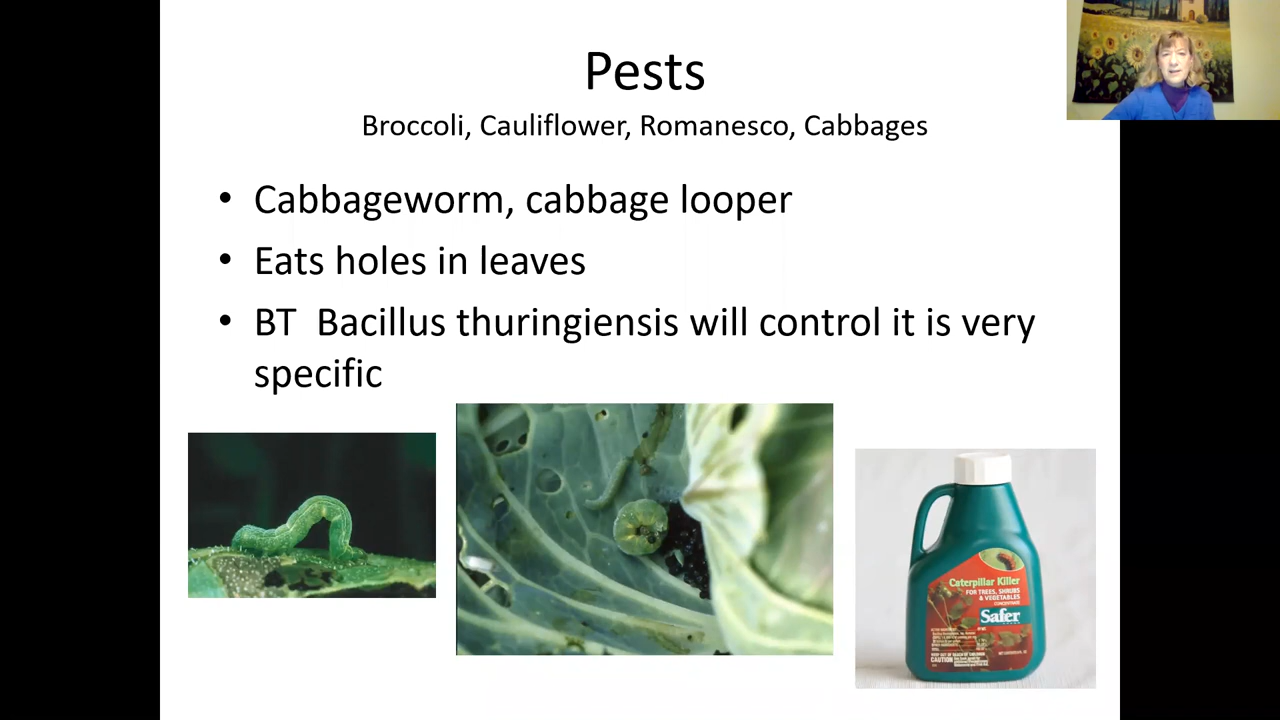 Pests
Broccoli, Cauliflower, Romanesco, Cabbages
• Cabbageworm, cabbage looper
• Eats holes in leaves
• BT  Bacillus thuringiensis will control it is very
specific
Caterpillar Killer
FOR TREES, SHRUBS
& VEGETABLES
CONCENTRATE
Safer
CAUTION